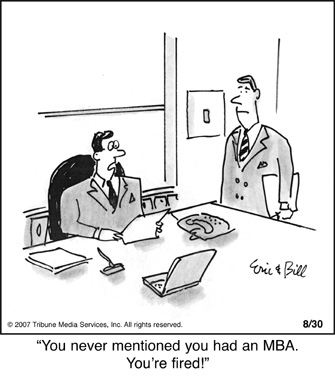 Eric & Bill
© 2007 Tribune Media Services, Inc. All rights reserved.
8/30
“You never mentioned you had an MBA.
You’re fired!”